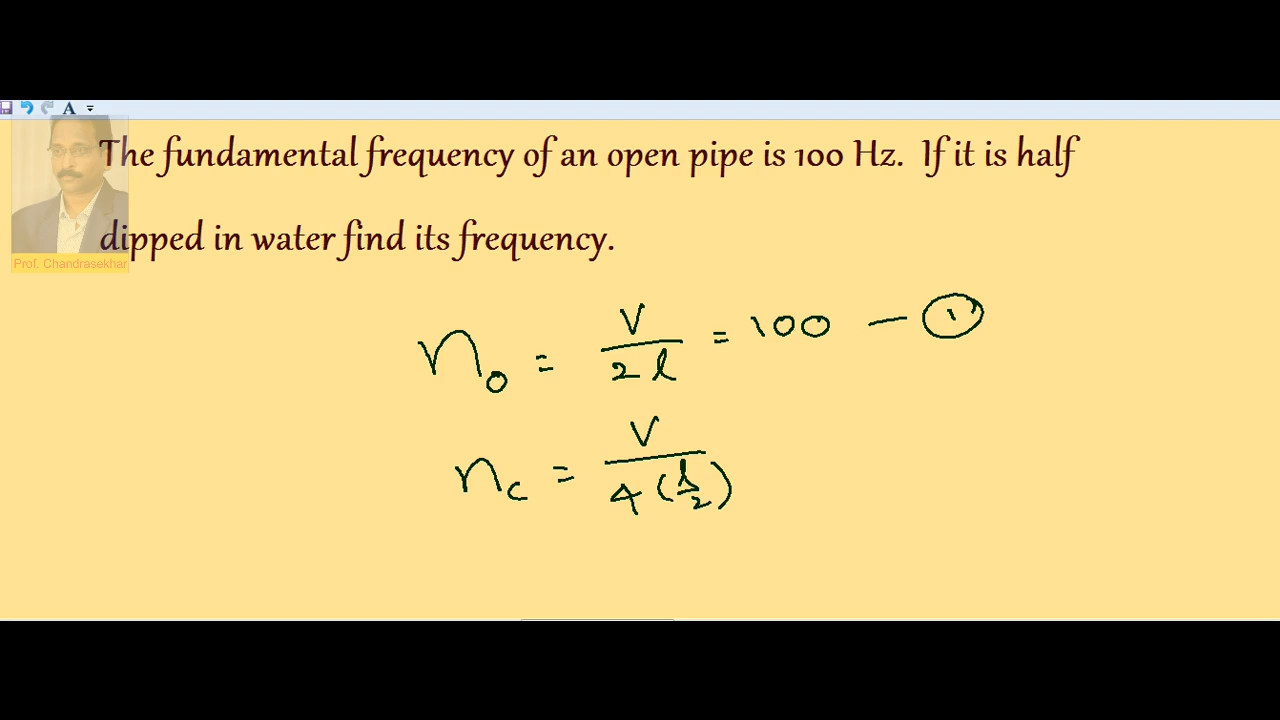 A
The fundamental frequency of an open pipe is 100 Hz. If it is half
dipped in water find its frequency.
Prof. Chandrasekhar
n₀ = V/2l = 100 — (1)
n_c = V/4(l/2)